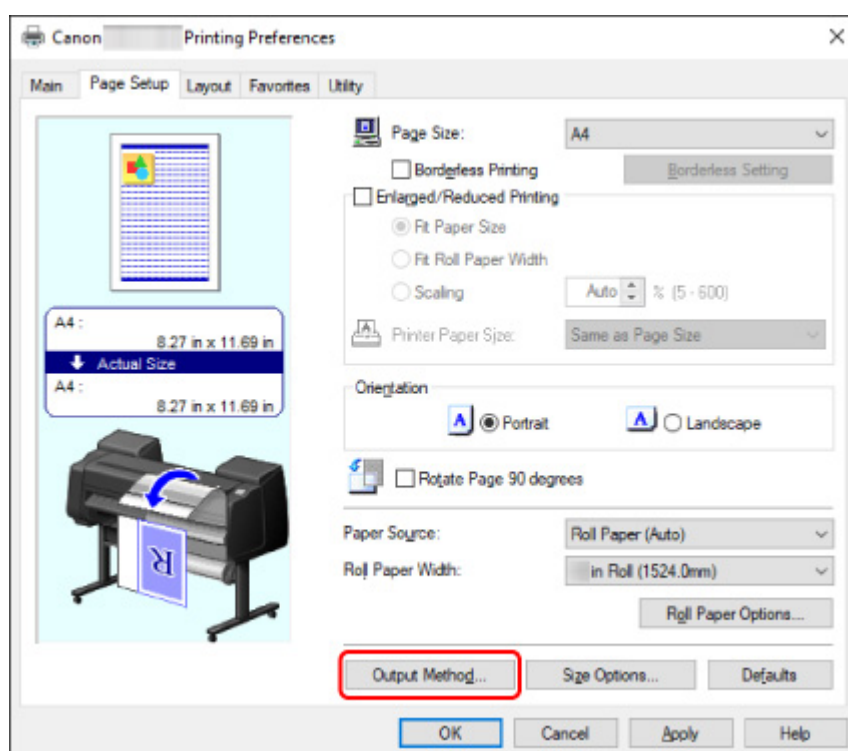 Canon Printing Preferences
Main Page Setup Layout Favorites Utility
Page Size: A4
Borderless Printing Borderless Setting
Enlarged/Reduced Printing
Fit Paper Size
Fit Roll Paper Width
Scaling Auto % (5 - 600)
Printer Paper Size: Same as Page Size
A4 :
8.27 in x 11.69 in
Actual Size
A4 :
8.27 in x 11.69 in
Orientation
A Portrait A Landscape
Rotate Page 90 degrees
R
Paper Source: Roll Paper (Auto)
Roll Paper Width: in Roll (1524.0mm)
Roll Paper Options...
Output Method... Size Options... Defaults
OK Cancel Apply Help